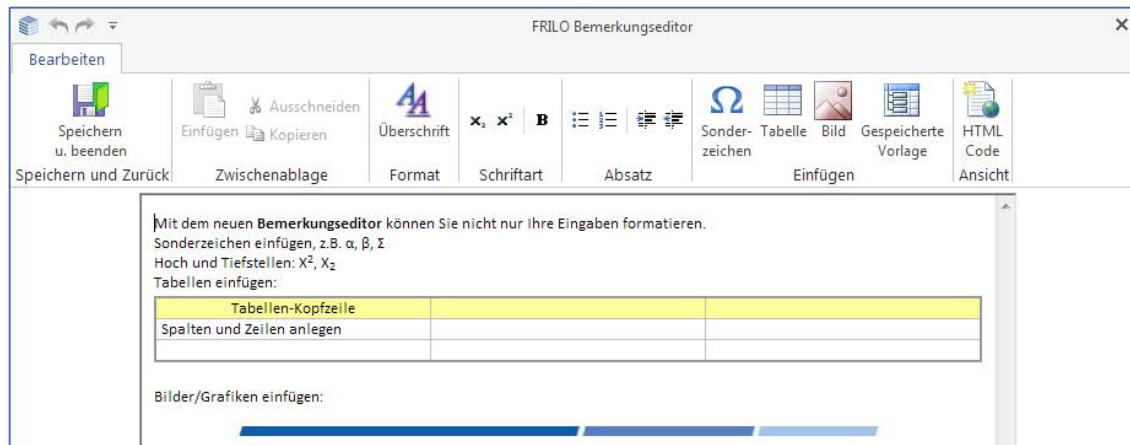 FRILO Bemerkungseditor
Bearbeiten
Speichern
u. beenden
Speichern und Zurück
Einfügen
Ausschneiden
Kopieren
Zwischenablage
Überschrift
Format
x₂ x² B
Schriftart
Absatz
Sonder-
zeichen
Tabelle
Bild
Gespeicherte
Vorlage
Einfügen
HTML
Code
Ansicht
Mit dem neuen Bemerkungseditor können Sie nicht nur Ihre Eingaben formatieren.
Sonderzeichen einfügen, z.B. α, β, Σ
Hoch und Tiefstellen: X², X₂
Tabellen einfügen:
Tabellen-Kopfzeile
Spalten und Zeilen anlegen
Bilder/Grafiken einfügen: